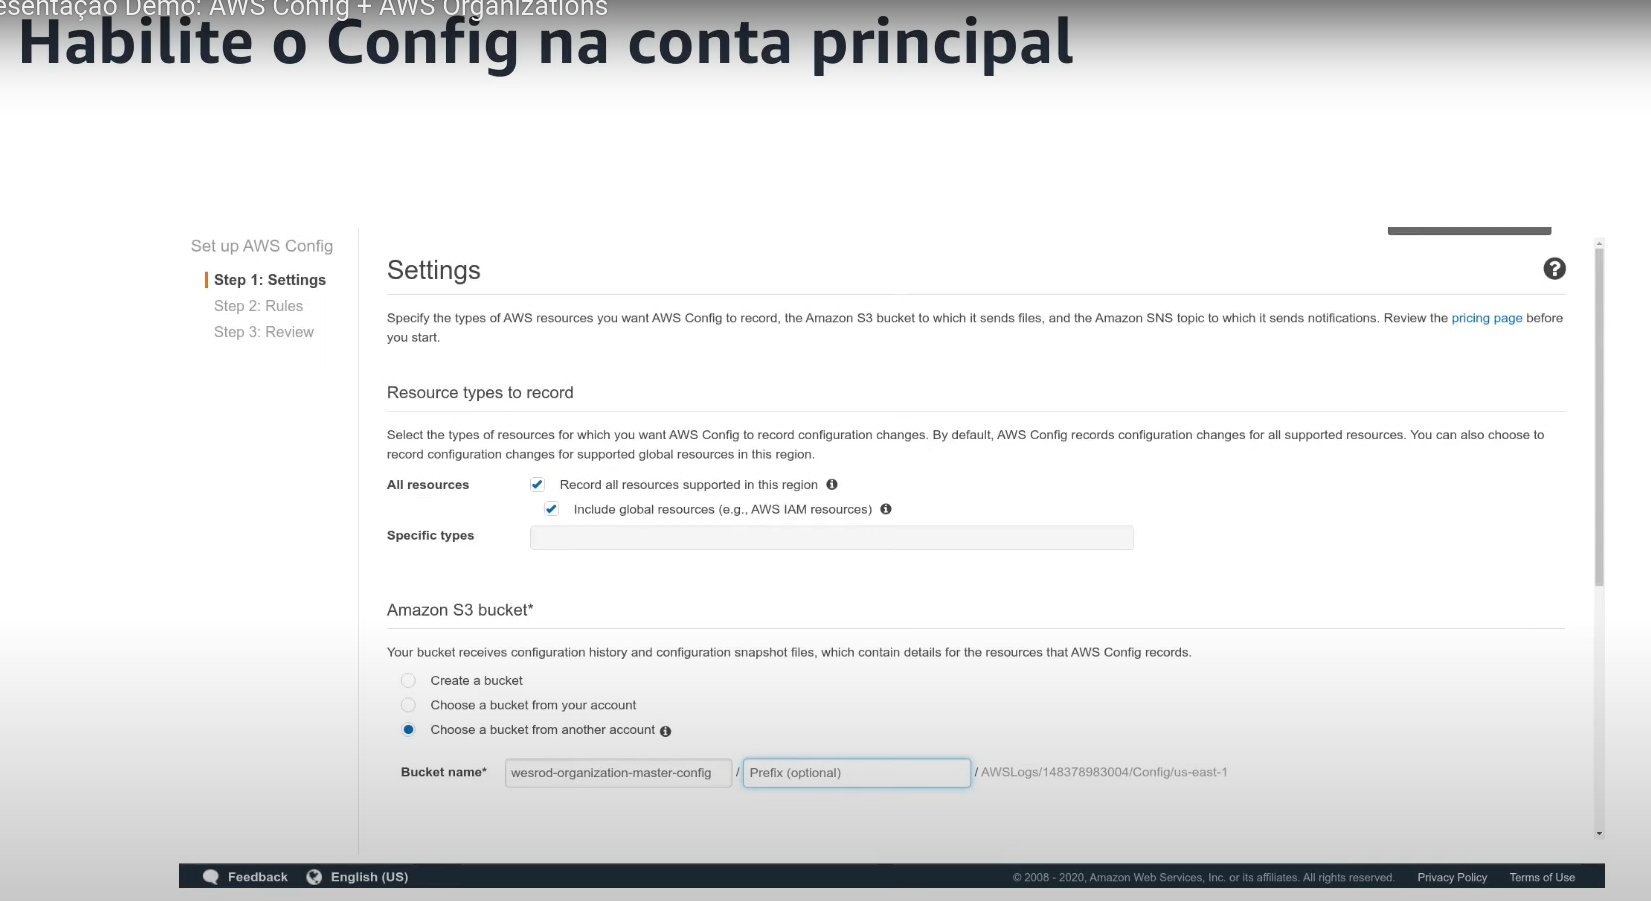 esentação Demo: AWS Config + AWS Organizations
Habilite o Config na conta principal
Set up AWS Config
Step 1: Settings
Step 2: Rules
Step 3: Review
Settings
Specify the types of AWS resources you want AWS Config to record, the Amazon S3 bucket to which it sends files, and the Amazon SNS topic to which it sends notifications. Review the pricing page before
you start.
Resource types to record
Select the types of resources for which you want AWS Config to record configuration changes. By default, AWS Config records configuration changes for all supported resources. You can also choose to
record configuration changes for supported global resources in this region.
All resources Record all resources supported in this region
Include global resources (e.g., AWS IAM resources)
Specific types
Amazon S3 bucket*
Your bucket receives configuration history and configuration snapshot files, which contain details for the resources that AWS Config records.
Create a bucket
Choose a bucket from your account
Choose a bucket from another account
Bucket name* wesrod-organization-master-config / Prefix (optional) / AWSLogs/148378983004/Config/us-east-1
Feedback English (US) © 2008 - 2020, Amazon Web Services, Inc. or its affiliates. All rights reserved. Privacy Policy Terms of Use